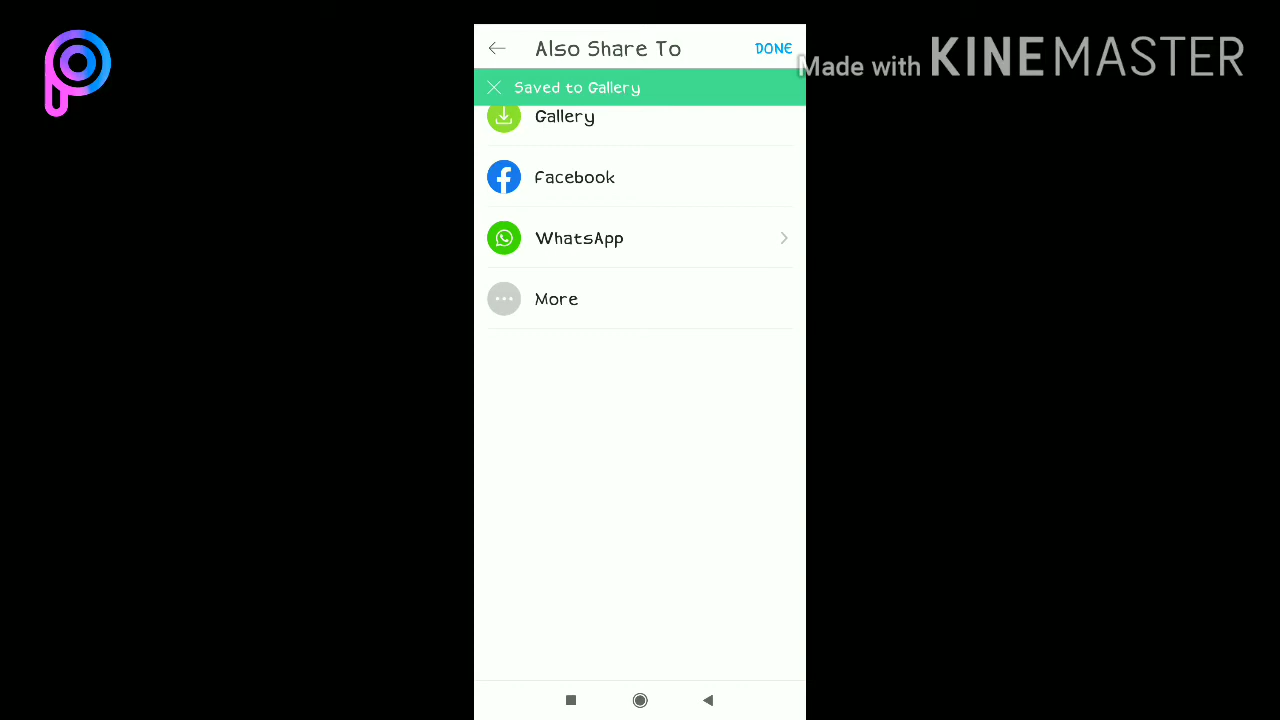 Also Share To
DONE
Made with KINEMASTER
Saved to Gallery
Gallery
Facebook
WhatsApp
More